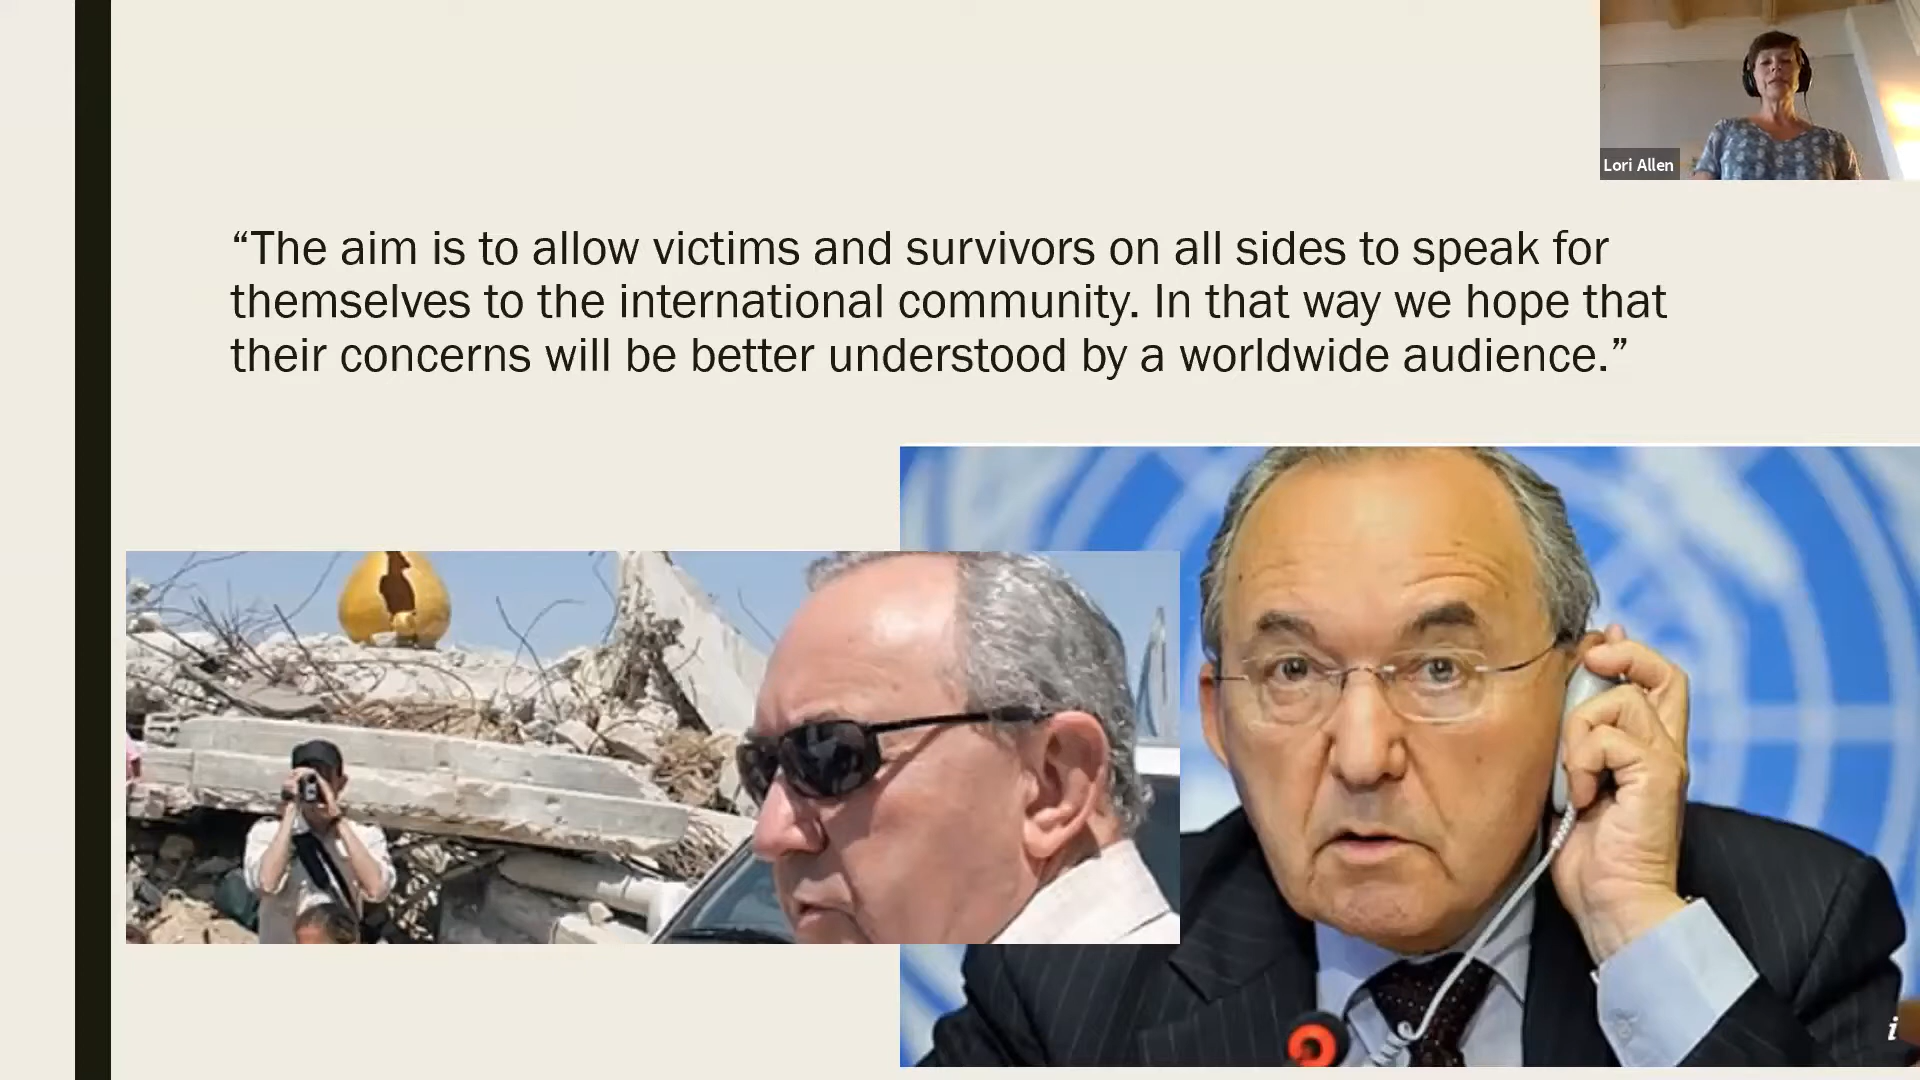 Lori Allen
“The aim is to allow victims and survivors on all sides to speak for
themselves to the international community. In that way we hope that
their concerns will be better understood by a worldwide audience.”
i